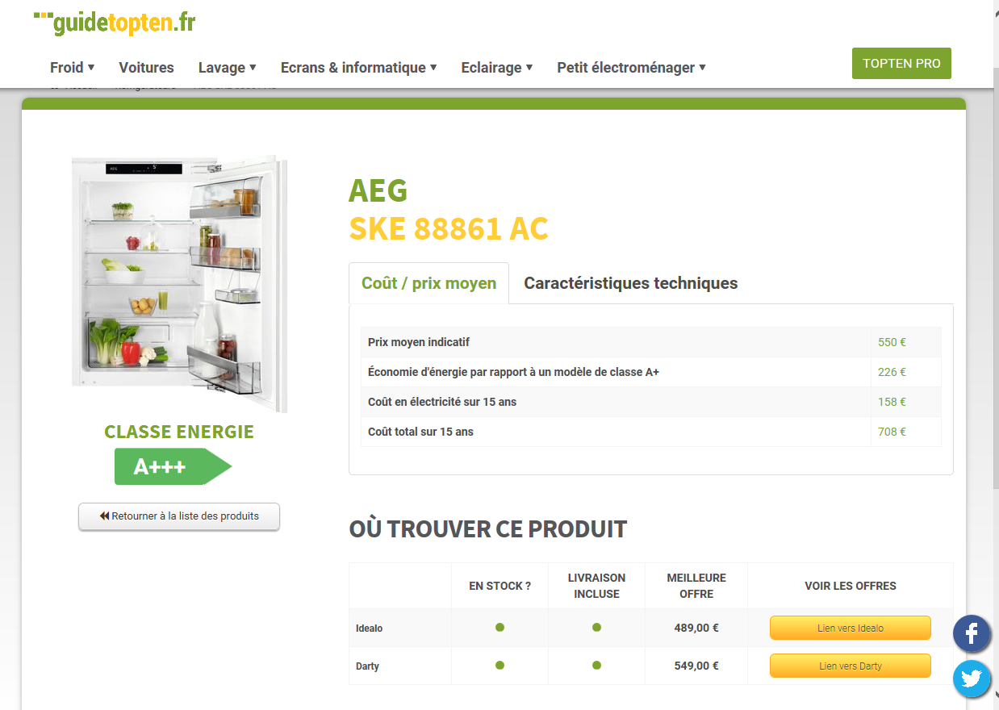 guidetopten.fr
Froid Voitures Lavage Ecrans & informatique Eclairage Petit électroménager TOPTEN PRO
AEG
AEG
SKE 88861 AC
Coût / prix moyen Caractéristiques techniques
Prix moyen indicatif 550 €
Économie d'énergie par rapport à un modèle de classe A+ 226 €
Coût en électricité sur 15 ans 158 €
Coût total sur 15 ans 708 €
CLASSE ENERGIE
A+++
Retourner à la liste des produits
OÙ TROUVER CE PRODUIT
EN STOCK ? LIVRAISON INCLUSE MEILLEURE OFFRE VOIR LES OFFRES
Idealo 489,00 € Lien vers Idealo
Darty 549,00 € Lien vers Darty